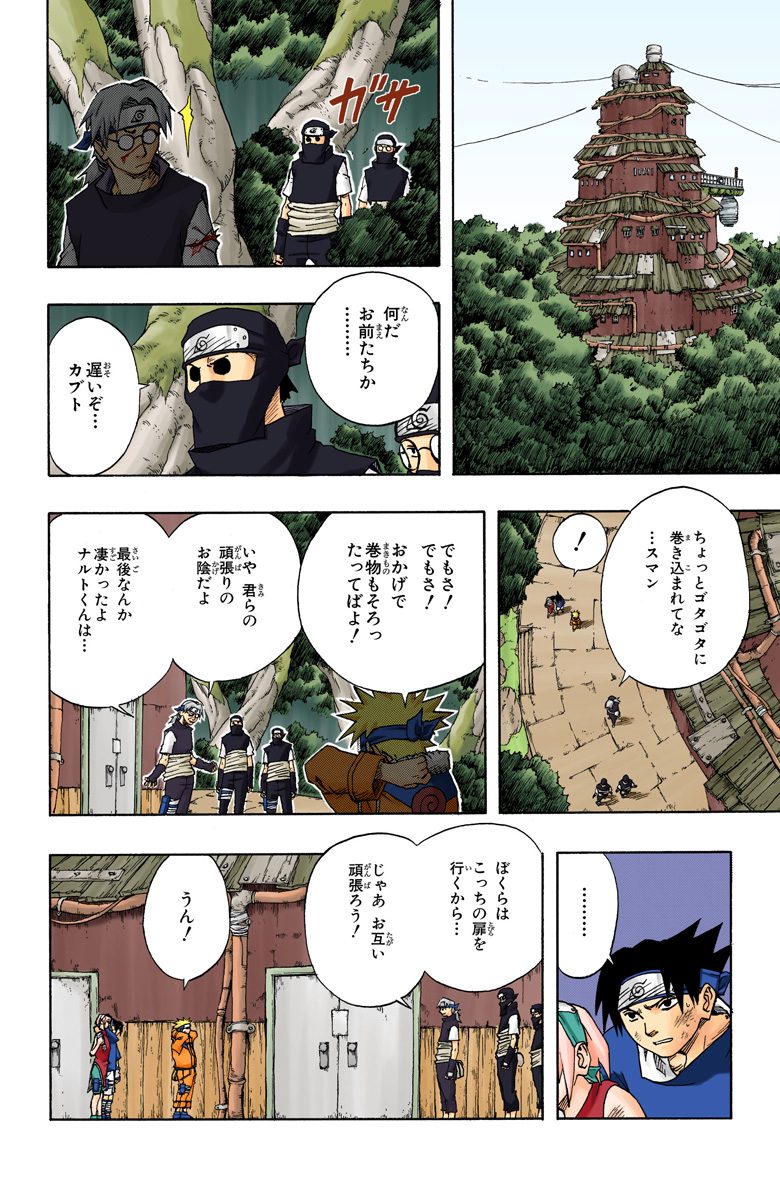 ガサ
何だ
お前たちか
………
遅いぞ…
カブト
ちょっとゴタゴタに
巻き込まれてな
…スマン
！
でもさ！
でもさ！
おかげで
巻物もそろっ
たってばよ！
いや 君らの
頑張りの
お陰だよ
最後なんか
凄かったよ
ナルトくんは…
………
ぼくらは
こっちの扉を
行くから…
じゃあ お互い
頑張ろう！
うん！